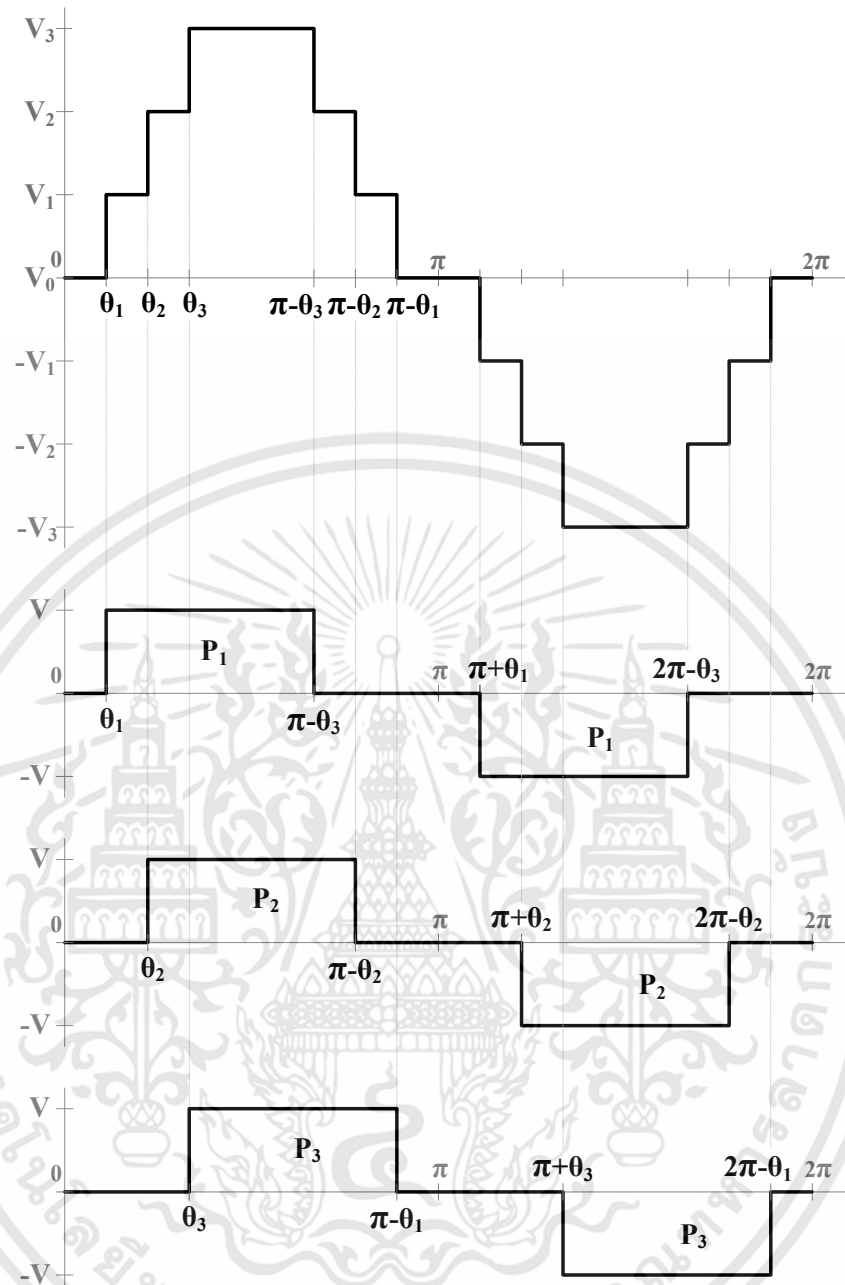 V₃
V₂
V₁
0 π 2π
V₀
θ₁ θ₂ θ₃ π-θ₃ π-θ₂ π-θ₁
-V₁
-V₂
-V₃
V
P₁
0 π π+θ₁ 2π-θ₃ 2π
θ₁ π-θ₃
P₁
-V
V
P₂
0 π π+θ₂ 2π-θ₂ 2π
θ₂ π-θ₂
P₂
-V
V
P₃
0 π π+θ₃ 2π-θ₁ 2π
θ₃ π-θ₁
P₃
-V